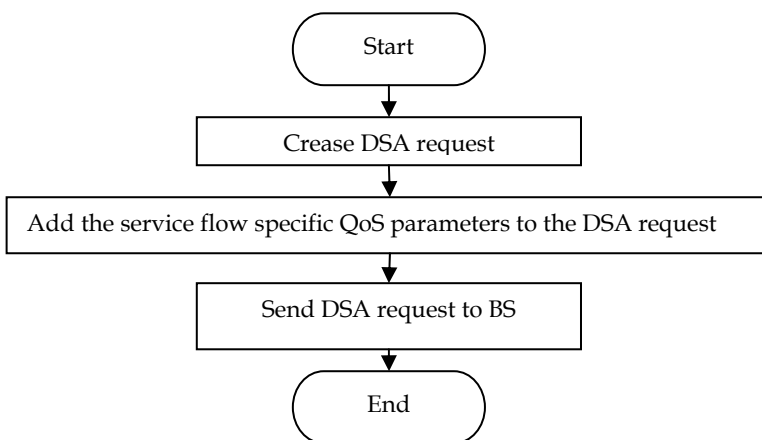 Start
Crease DSA request
Add the service flow specific QoS parameters to the DSA request
Send DSA request to BS
End